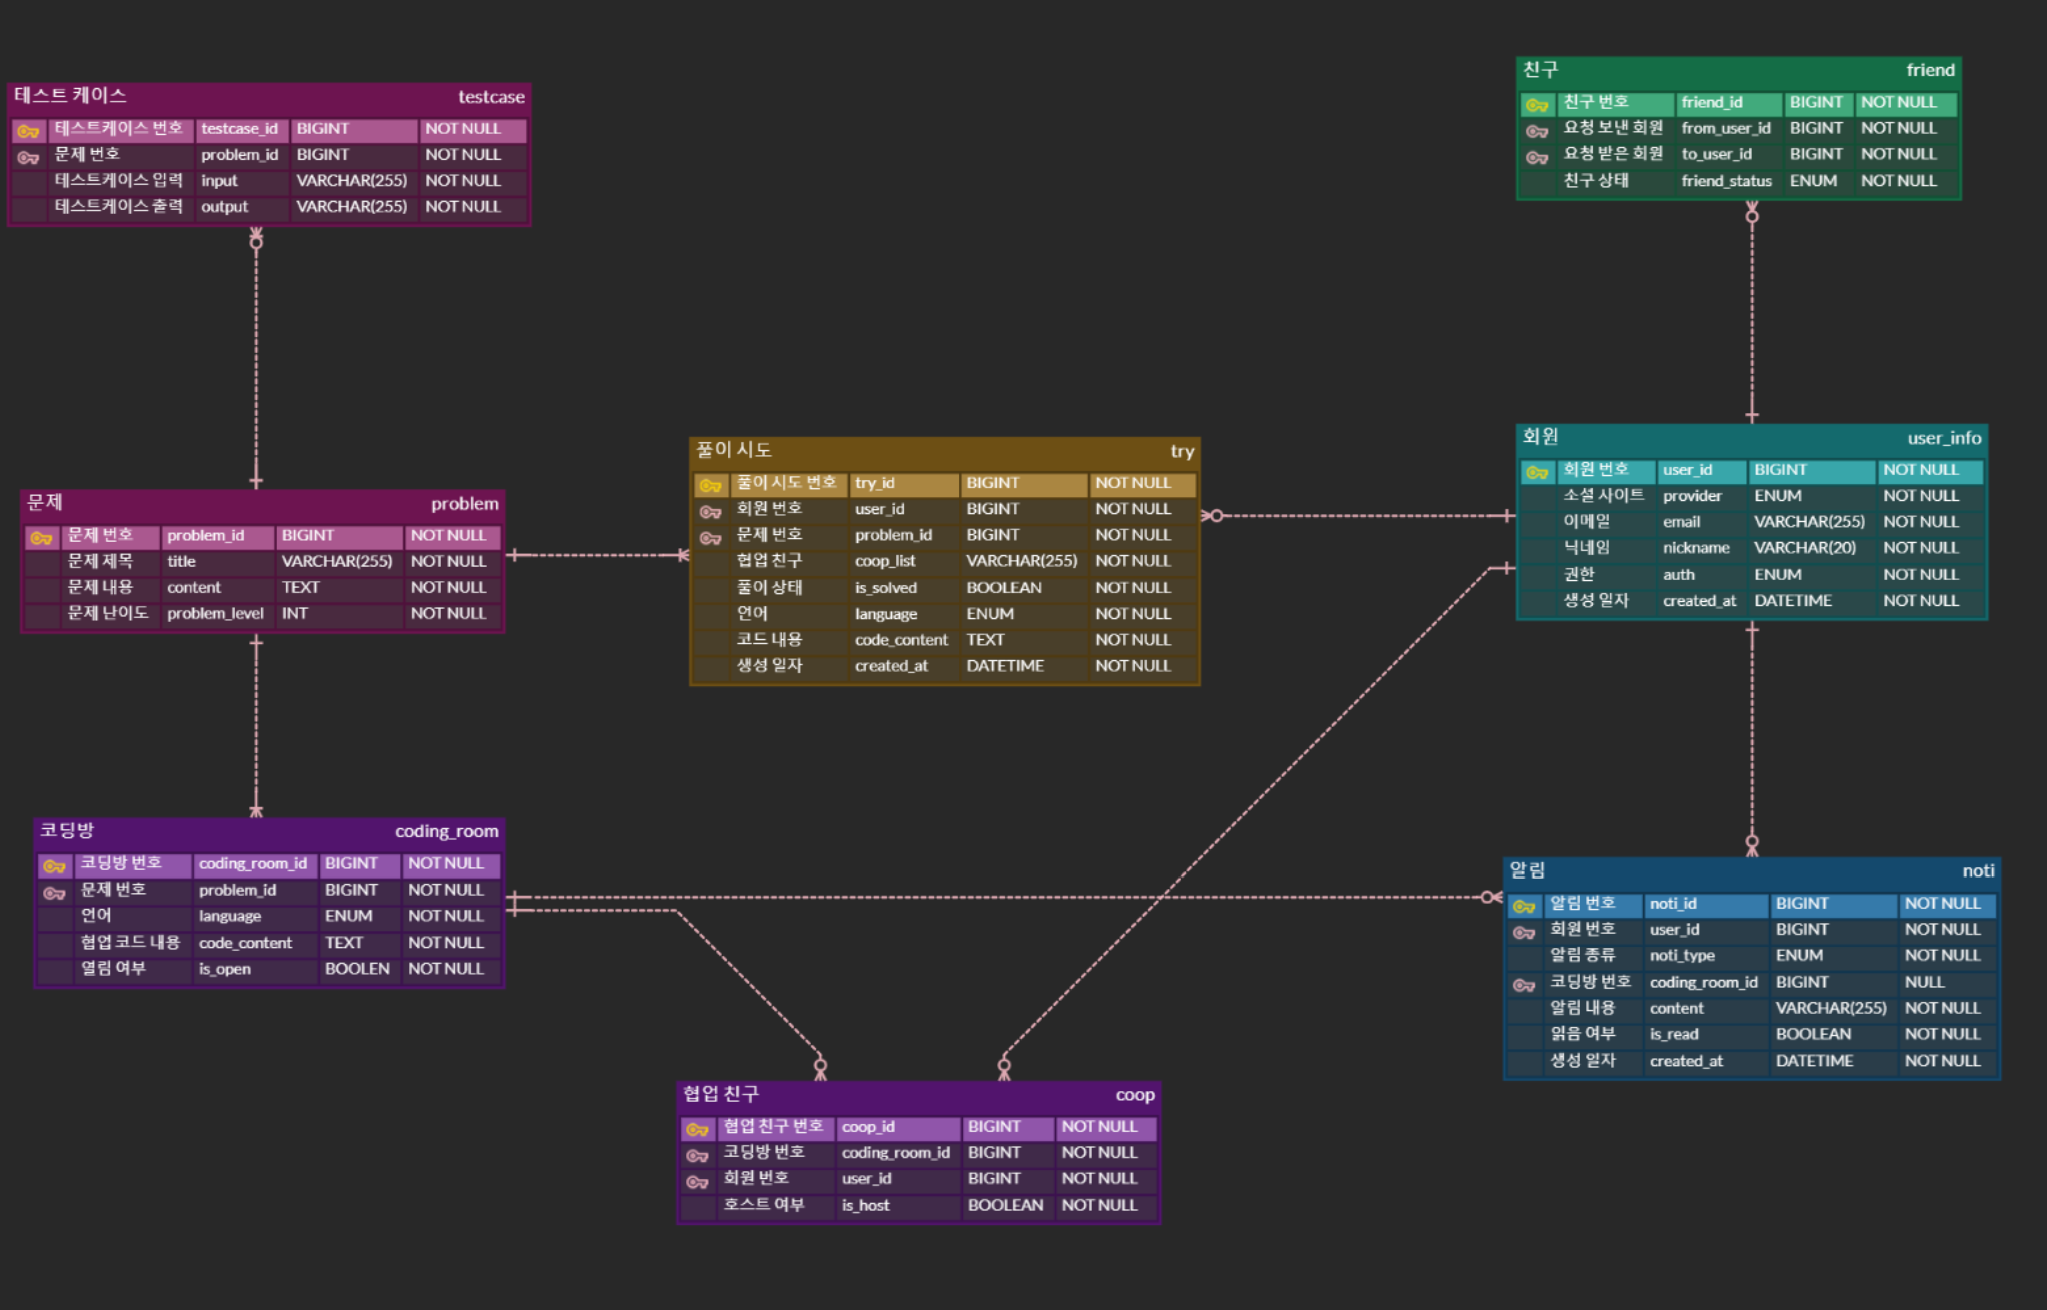 테스트 케이스 testcase
테스트케이스 번호 testcase_id BIGINT NOT NULL
문제 번호 problem_id BIGINT NOT NULL
테스트케이스 입력 input VARCHAR(255) NOT NULL
테스트케이스 출력 output VARCHAR(255) NOT NULL
친구 friend
친구 번호 friend_id BIGINT NOT NULL
요청 보낸 회원 from_user_id BIGINT NOT NULL
요청 받은 회원 to_user_id BIGINT NOT NULL
친구 상태 friend_status ENUM NOT NULL
문제 problem
문제 번호 problem_id BIGINT NOT NULL
문제 제목 title VARCHAR(255) NOT NULL
문제 내용 content TEXT NOT NULL
문제 난이도 problem_level INT NOT NULL
풀이 시도 try
풀이 시도 번호 try_id BIGINT NOT NULL
회원 번호 user_id BIGINT NOT NULL
문제 번호 problem_id BIGINT NOT NULL
협업 친구 coop_list VARCHAR(255) NOT NULL
풀이 상태 is_solved BOOLEAN NOT NULL
언어 language ENUM NOT NULL
코드 내용 code_content TEXT NOT NULL
생성 일자 created_at DATETIME NOT NULL
회원 user_info
회원 번호 user_id BIGINT NOT NULL
소셜 사이트 provider ENUM NOT NULL
이메일 email VARCHAR(255) NOT NULL
닉네임 nickname VARCHAR(20) NOT NULL
권한 auth ENUM NOT NULL
생성 일자 created_at DATETIME NOT NULL
코딩방 coding_room
코딩방 번호 coding_room_id BIGINT NOT NULL
문제 번호 problem_id BIGINT NOT NULL
언어 language ENUM NOT NULL
협업 코드 내용 code_content TEXT NOT NULL
열림 여부 is_open BOOLEN NOT NULL
알림 noti
알림 번호 noti_id BIGINT NOT NULL
회원 번호 user_id BIGINT NOT NULL
알림 종류 noti_type ENUM NOT NULL
코딩방 번호 coding_room_id BIGINT NULL
알림 내용 content VARCHAR(255) NOT NULL
읽음 여부 is_read BOOLEAN NOT NULL
생성 일자 created_at DATETIME NOT NULL
협업 친구 coop
협업 친구 번호 coop_id BIGINT NOT NULL
코딩방 번호 coding_room_id BIGINT NOT NULL
회원 번호 user_id BIGINT NOT NULL
호스트 여부 is_host BOOLEAN NOT NULL